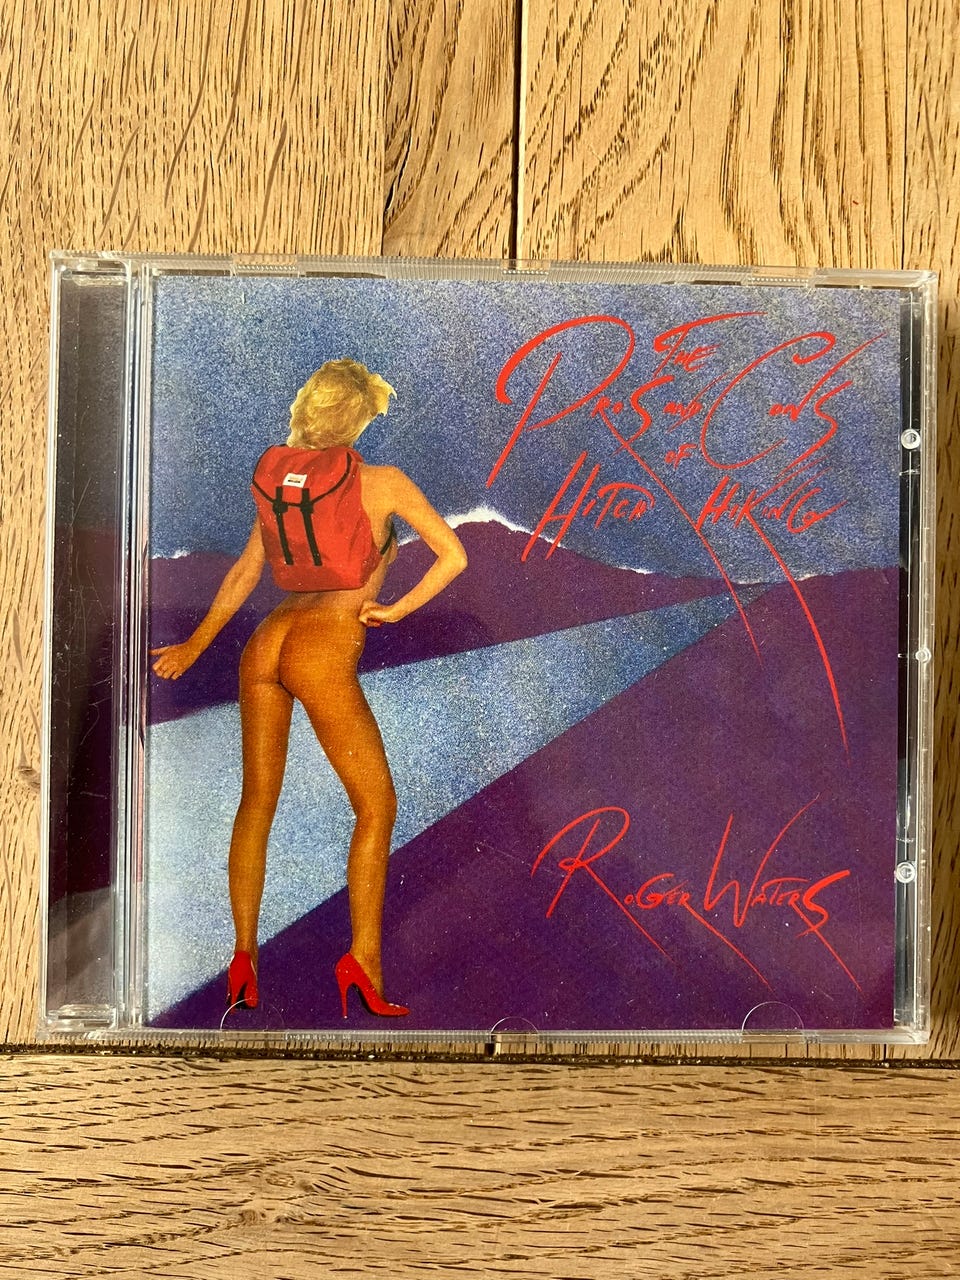 The
Pros and Cons
of
Hitch Hiking
Roger Waters